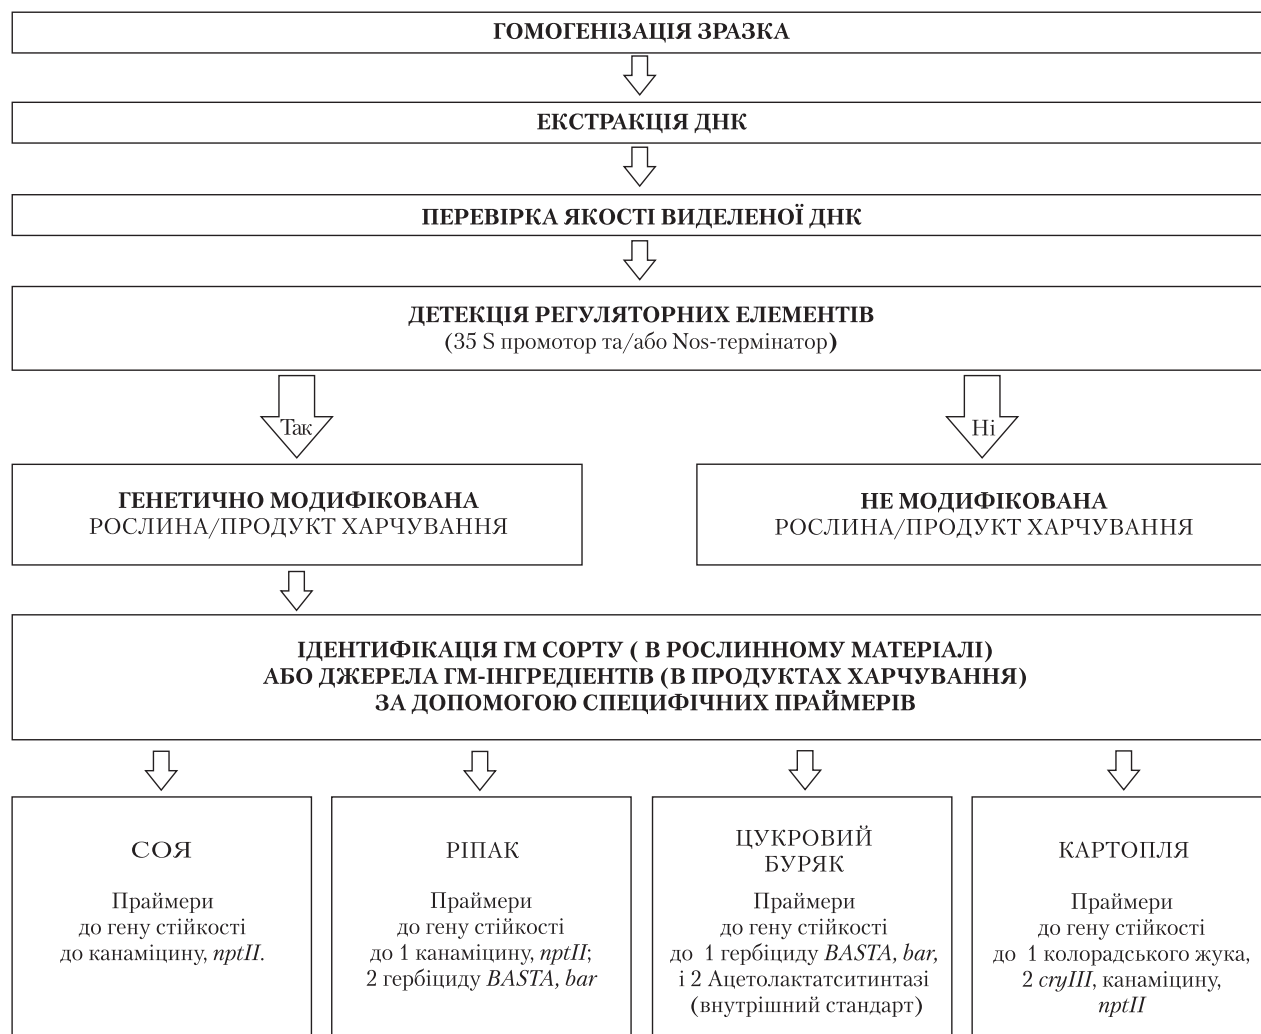 ГОМОГЕНІЗАЦІЯ ЗРАЗКА
ЕКСТРАКЦІЯ ДНК
ПЕРЕВІРКА ЯКОСТІ ВИДЕЛЕНОЇ ДНК
ДЕТЕКЦІЯ РЕГУЛЯТОРНИХ ЕЛЕМЕНТІВ
(35 S промотор та/або Nos-термінатор)
Так
Ні
ГЕНЕТИЧНО МОДИФІКОВАНА
РОСЛИНА/ПРОДУКТ ХАРЧУВАННЯ
НЕ МОДИФІКОВАНА
РОСЛИНА/ПРОДУКТ ХАРЧУВАННЯ
ІДЕНТИФІКАЦІЯ ГМ СОРТУ ( В РОСЛИННОМУ МАТЕРІАЛІ)
АБО ДЖЕРЕЛА ГМ-ІНГРЕДІЄНТІВ (В ПРОДУКТАХ ХАРЧУВАННЯ)
ЗА ДОПОМОГОЮ СПЕЦИФІЧНИХ ПРАЙМЕРІВ
СОЯ
Праймери
до гену стійкості
до канаміцину, nptII.
РІПАК
Праймери
до гену стійкості
до 1 канаміцину, nptII;
2 гербіциду BASTA, bar
ЦУКРОВИЙ
БУРЯК
Праймери
до гену стійкості
до 1 гербіциду BASTA, bar,
і 2 Ацетолактатситинтазі
(внутрішний стандарт)
КАРТОПЛЯ
Праймери
до гену стійкості
до 1 колорадського жука,
2 cryIII, канаміцину,
nptII